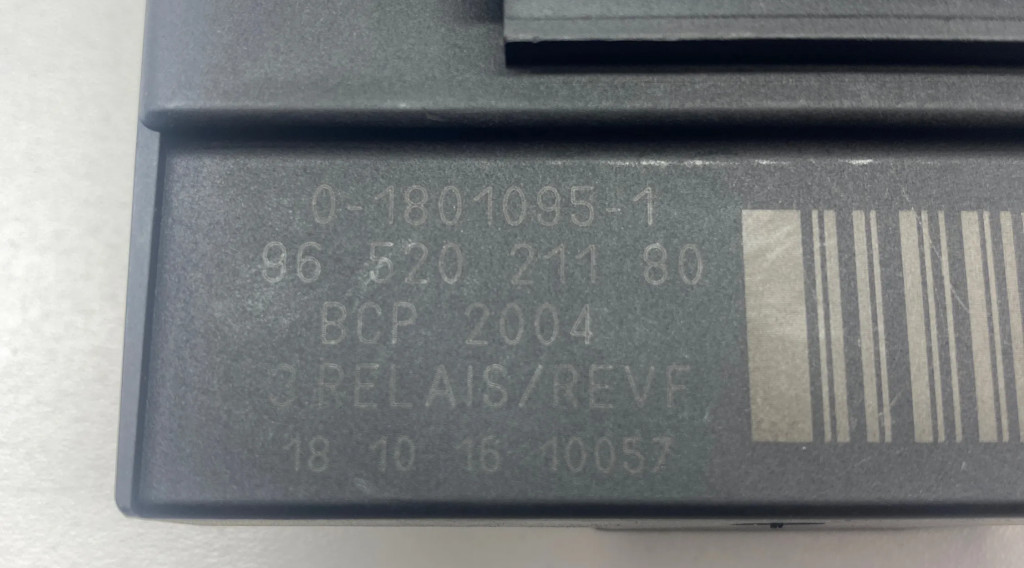 0-1801095-1
96 520 211 80
BCP 2004
3 RELAIS/REVF
18 10 16 10057